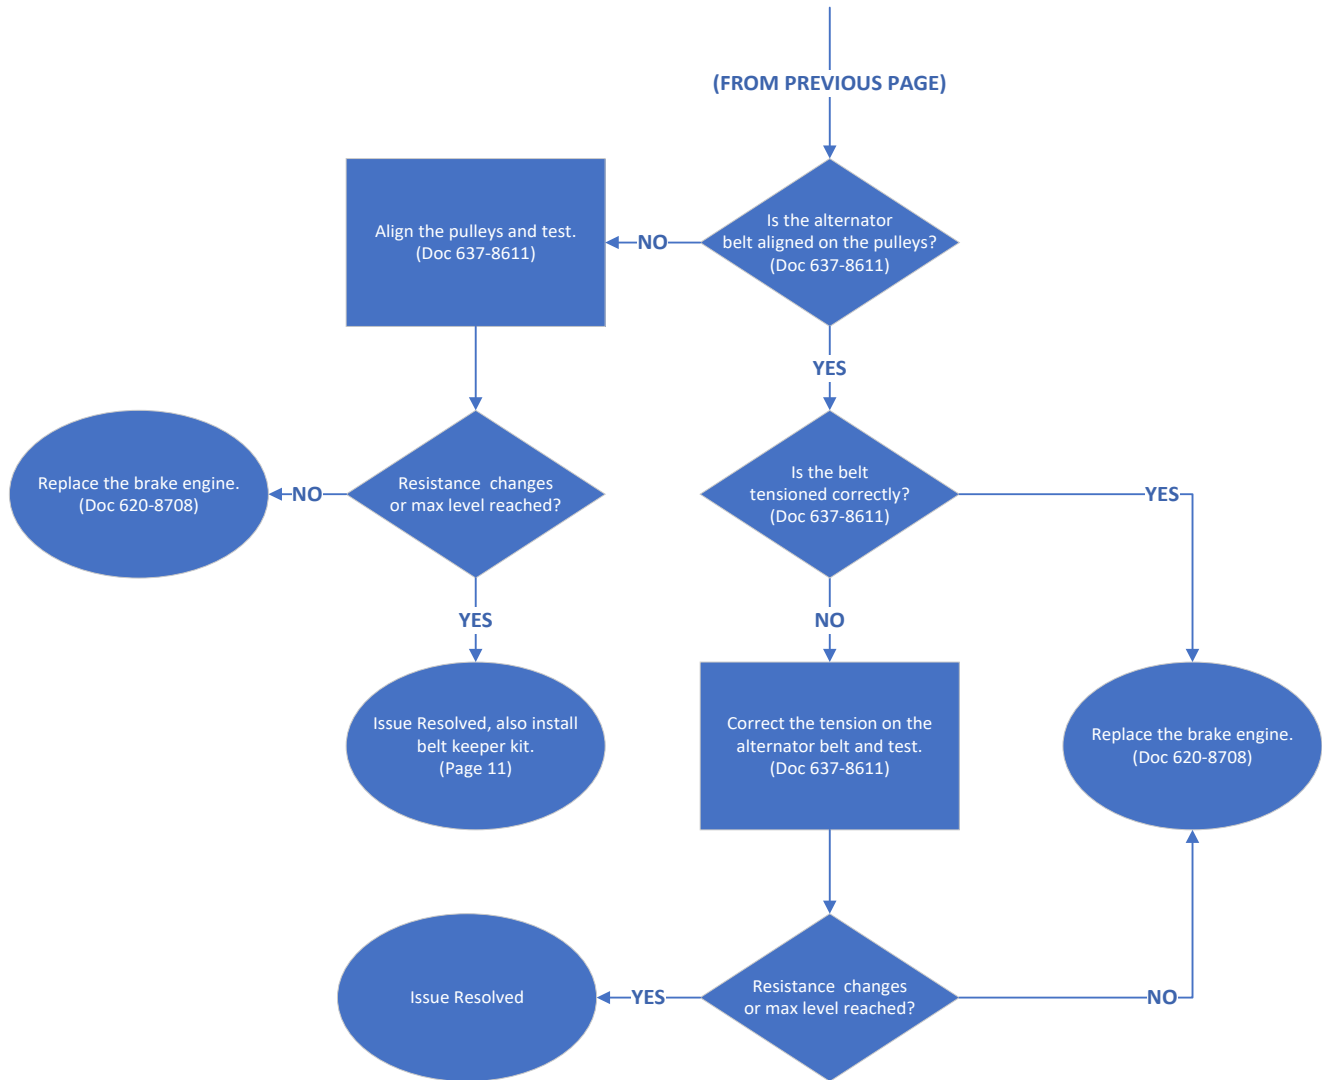 (FROM PREVIOUS PAGE)
Is the alternator
belt aligned on the pulleys?
(Doc 637-8611)
NO
Align the pulleys and test.
(Doc 637-8611)
YES
Resistance changes
or max level reached?
NO
Replace the brake engine.
(Doc 620-8708)
YES
Issue Resolved, also install
belt keeper kit.
(Page 11)
Is the belt
tensioned correctly?
(Doc 637-8611)
YES
NO
Correct the tension on the
alternator belt and test.
(Doc 637-8611)
Replace the brake engine.
(Doc 620-8708)
Resistance changes
or max level reached?
YES
Issue Resolved
NO